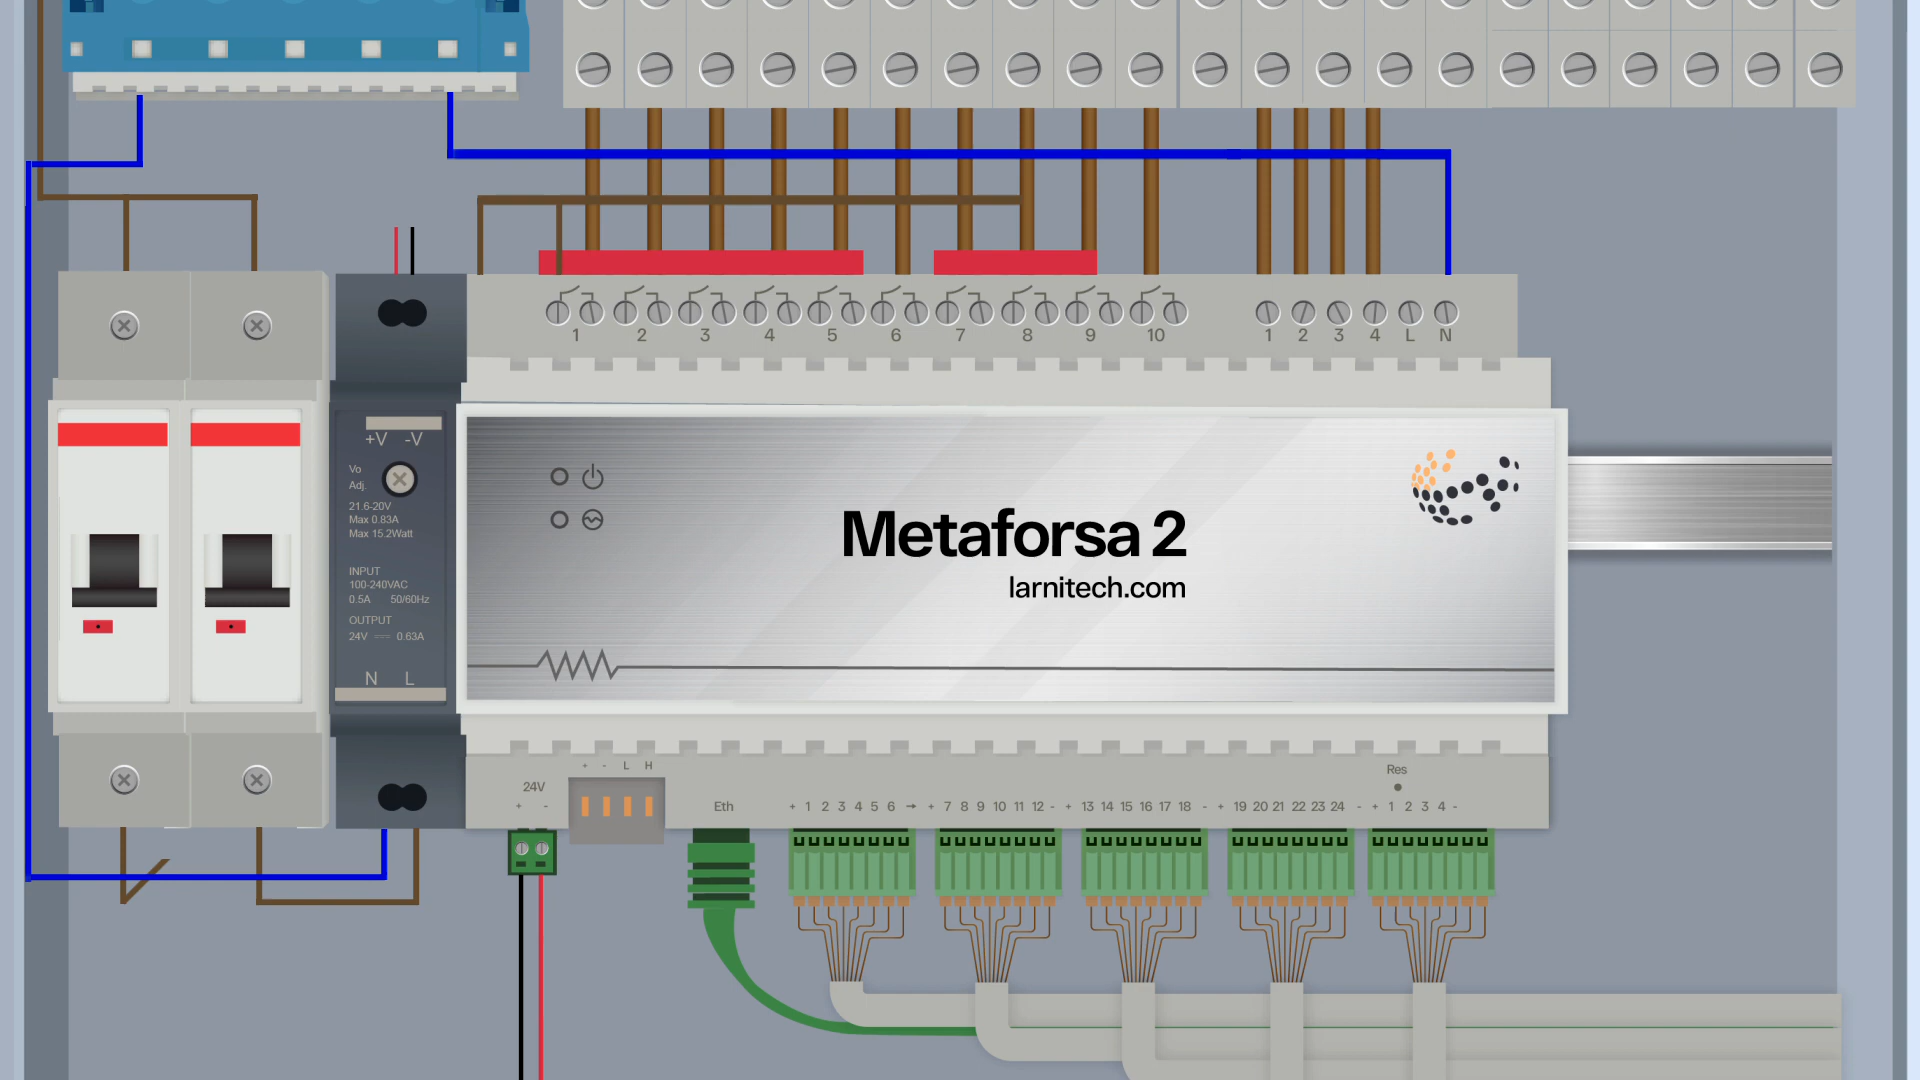 1 2 3 4 5 6 7 8 9 10 1 2 3 4 L N
+V -V
Vo
Adj.
21.6-20V
Max 0.83A
Max 15.2Watt
INPUT
100-240VAC
0.5A 50/60Hz
OUTPUT
24V 0.63A
N L
Metaforsa 2
larnitech.com
+ - L H
24V
+ -
Eth
Res
+ 1 2 3 4 5 6 → + 7 8 9 10 11 12 - + 13 14 15 16 17 18 - + 19 20 21 22 23 24 - + 1 2 3 4 -